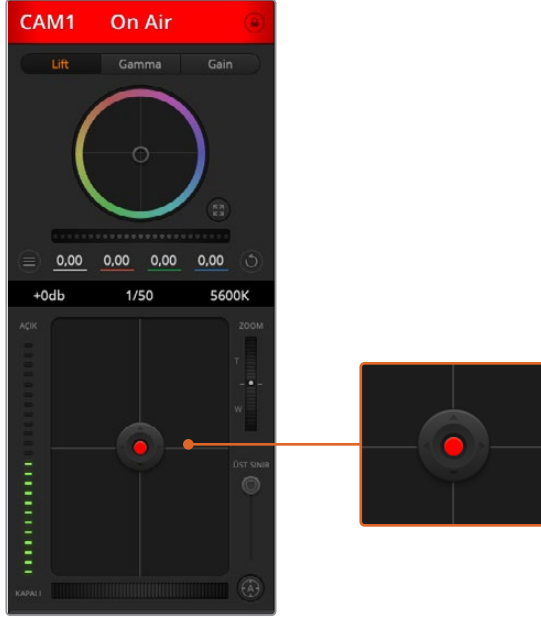 CAM1 On Air
Lift Gamma Gain
0,00 0,00 0,00 0,00
+0db 1/50 5600K
AÇIK ZOOM
T
W
ÜST SINIR
KAPALI A